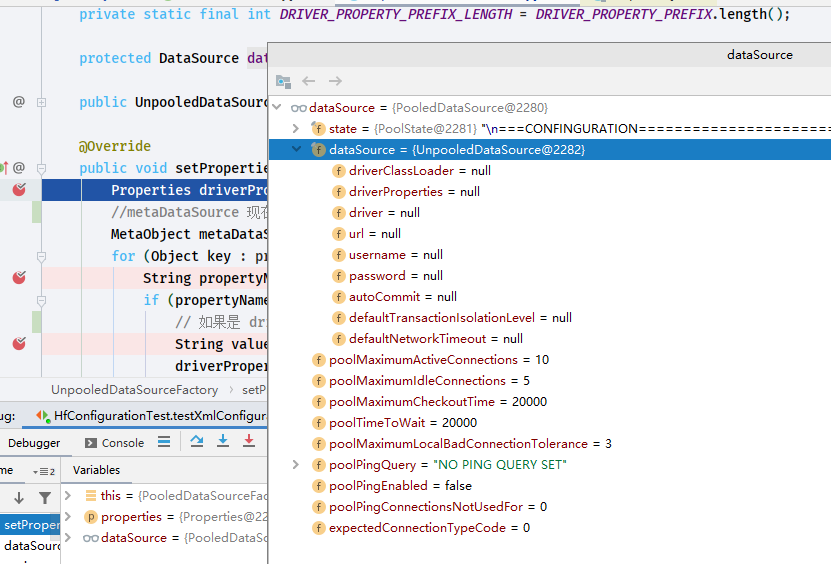 private static final int DRIVER_PROPERTY_PREFIX_LENGTH = DRIVER_PROPERTY_PREFIX.length();
protected DataSource dat
public UnpooledDataSourc
@Override
public void setPropertie
Properties driverPro
//metaDataSource 现在
MetaObject metaDataS
for (Object key : pr
String propertyN
if (propertyName
// 如果是 dri
String value
driverProper
UnpooledDataSourceFactory
setP
dataSource
dataSource = {PooledDataSource@2280}
state = {PoolState@2281} "\n===CONFINGURATION========================
dataSource = {UnpooledDataSource@2282}
driverClassLoader = null
driverProperties = null
driver = null
url = null
username = null
password = null
autoCommit = null
defaultTransactionIsolationLevel = null
defaultNetworkTimeout = null
poolMaximumActiveConnections = 10
poolMaximumIdleConnections = 5
poolMaximumCheckoutTime = 20000
poolTimeToWait = 20000
poolMaximumLocalBadConnectionTolerance = 3
poolPingQuery = "NO PING QUERY SET"
poolPingEnabled = false
poolPingConnectionsNotUsedFor = 0
expectedConnectionTypeCode = 0
ug:
HfConfigurationTest.testXmlConfigura
Debugger
Console
me
2
Variables
this = {PooledDataSourceFac
properties = {Properties@22
dataSource = {PooledDataSo
setProper
dataSourc